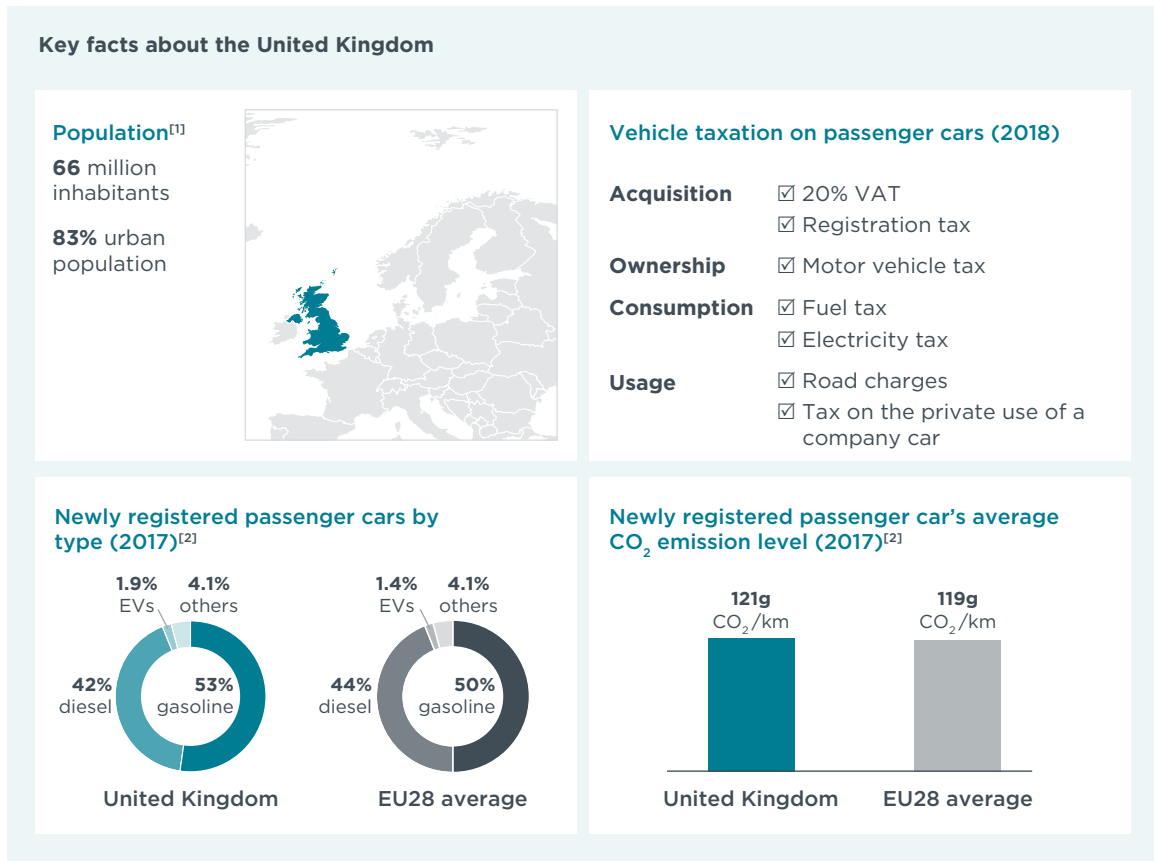 Key facts about the United Kingdom
Population[1]
66 million
inhabitants
83% urban
population
Vehicle taxation on passenger cars (2018)
Acquisition ☑ 20% VAT
☑ Registration tax
Ownership ☑ Motor vehicle tax
Consumption ☑ Fuel tax
☑ Electricity tax
Usage ☑ Road charges
☑ Tax on the private use of a
company car
Newly registered passenger cars by
type (2017)[2]
1.9%
EVs
4.1%
others
42%
diesel
53%
gasoline
United Kingdom
1.4%
EVs
4.1%
others
44%
diesel
50%
gasoline
EU28 average
Newly registered passenger car’s average
CO2 emission level (2017)[2]
121g
CO2/km
119g
CO2/km
United Kingdom
EU28 average